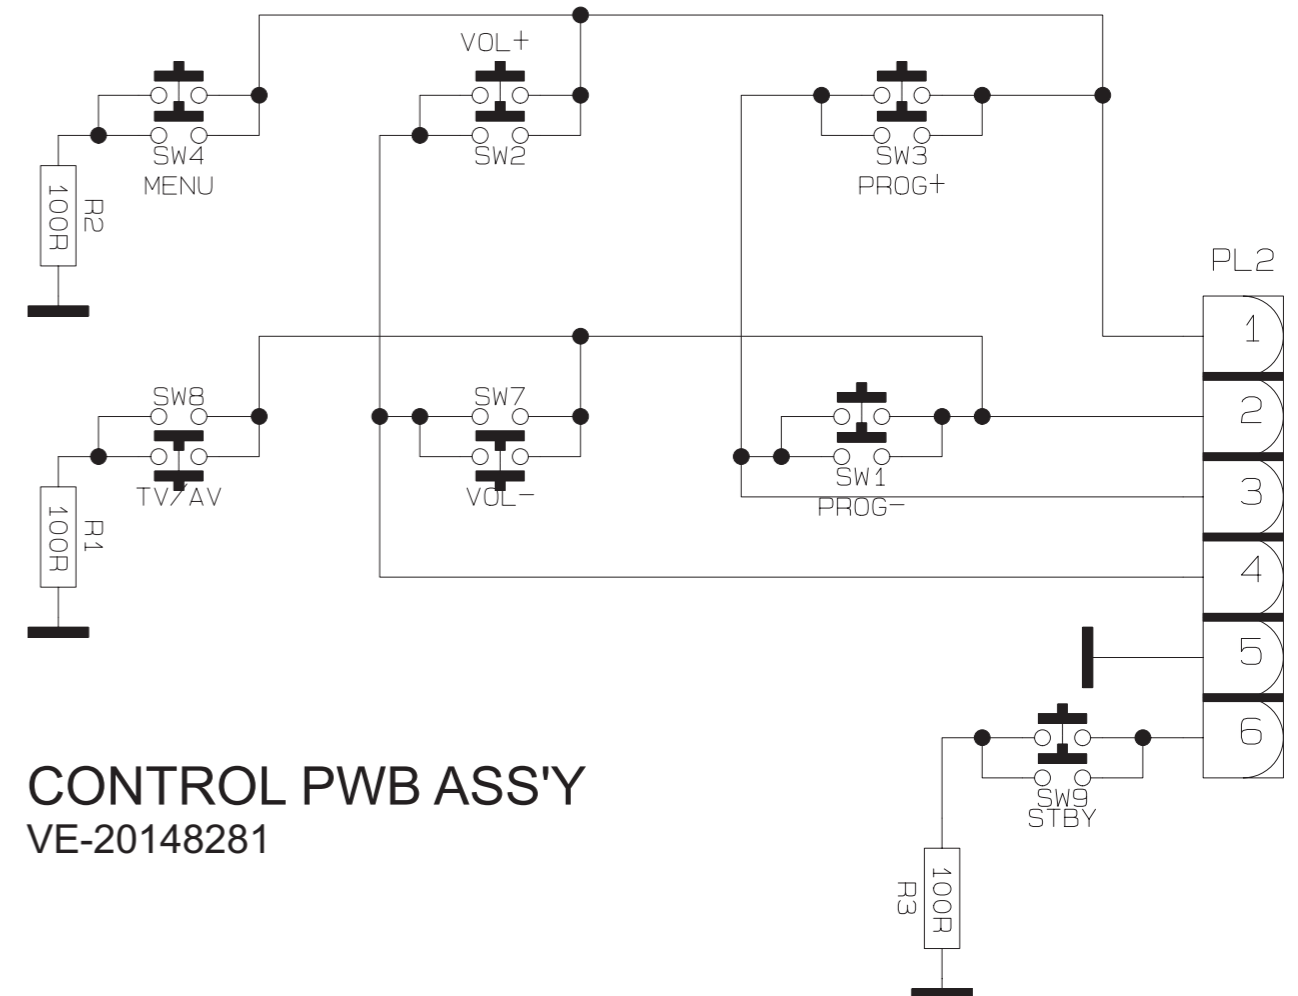 VOL+
SW4
MENU
SW2
SW3
PROG+
100R
R2
PL2
1
SW8
SW7
2
SW1
PROG-
TV/AV
VOL-
3
100R
R1
4
5
6
SW9
STBY
CONTROL PWB ASS'Y
VE-20148281
R3
100R